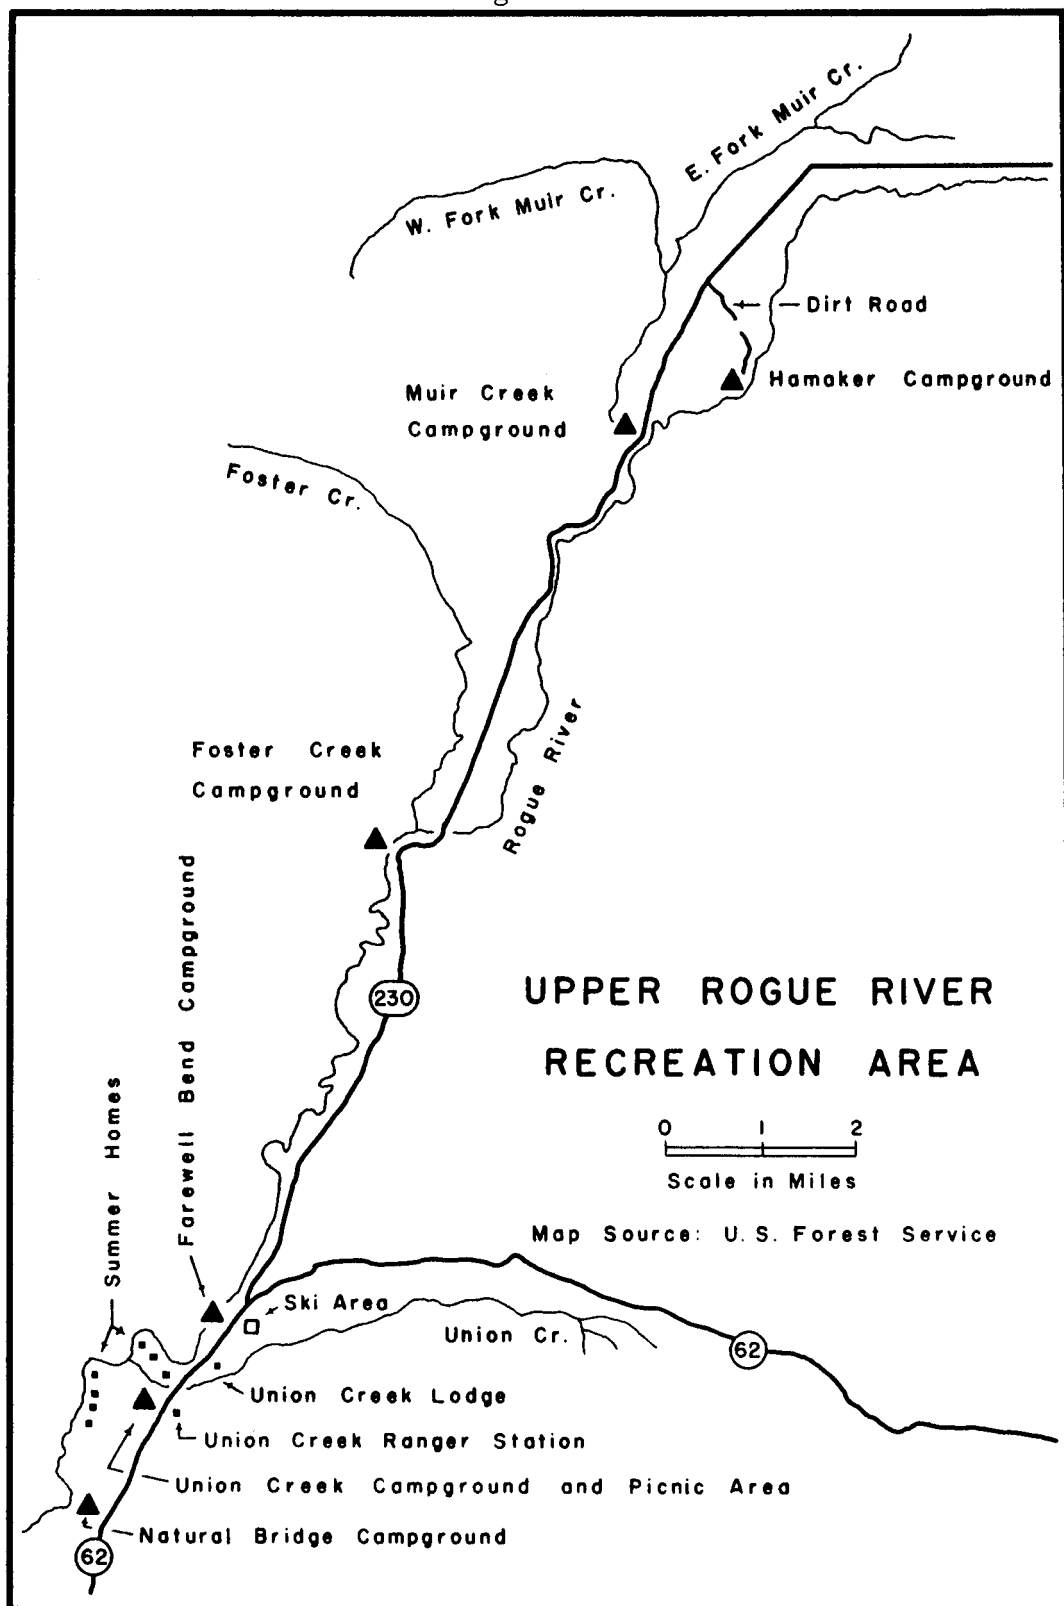 E. Fork Muir Cr.
W. Fork Muir Cr.
Dirt Road
Hamaker Campground
Muir Creek
Campground
Foster Cr.
Rogue River
Foster Creek
Campground
Farewell Bend Campground
230
UPPER ROGUE RIVER
RECREATION AREA
0 1 2
Scale in Miles
Map Source: U. S. Forest Service
Summer Homes
Ski Area
Union Cr.
62
Union Creek Lodge
Union Creek Ranger Station
Union Creek Campground and Picnic Area
Natural Bridge Campground
62